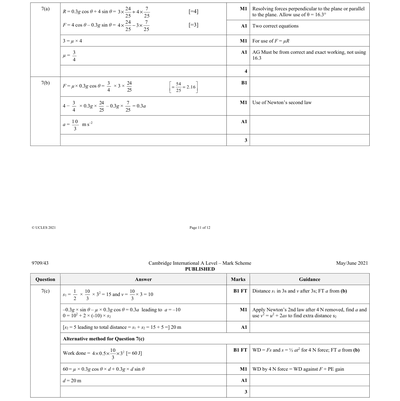 7(a) R = 0.3g cos θ + 4 sin θ = 3 × 24/25 + 4 × 7/25 [=4] M1 Resolving forces perpendicular to the plane or parallel to the plane. Allow use of θ = 16.3°
F = 4 cos θ – 0.3g sin θ = 4 × 24/25 – 3 × 7/25 [=3] A1 Two correct equations
3 = μ × 4 M1 For use of F = μR
μ = 3/4 A1 AG Must be from correct and exact working, not using 16.3
4
7(b) F = μ × 0.3g cos θ = 3/4 × 3 × 24/25 [= 54/25 = 2.16] B1
4 – 3/4 × 0.3g × 24/25 – 0.3g × 7/25 = 0.3a M1 Use of Newton's second law
a = 10/3 m s⁻² A1
3
© UCLES 2021 Page 11 of 12
9709/43 Cambridge International A Level – Mark Scheme May/June 2021
PUBLISHED
Question Answer Marks Guidance
7(c) s₁ = 1/2 × 10/3 × 3² = 15 and v = 10/3 × 3 = 10 B1 FT Distance s₁ in 3s and v after 3s; FT a from (b)
–0.3g × sin θ – μ × 0.3g cos θ = 0.3a leading to a = –10
0 = 10² + 2 × (-10) × s₂ M1 Apply Newton's 2nd law after 4 N removed, find a and use v² = u² + 2as to find extra distance s₂
[s₂ = 5 leading to total distance = s₁ + s₂ = 15 + 5 =] 20 m A1
Alternative method for Question 7(c)
Work done = 4 × 0.5 × 10/3 × 3² [= 60 J] B1 FT WD = Fs and s = ½ at² for 4 N force; FT a from (b)
60 = μ × 0.3g cos θ × d + 0.3g × d sin θ M1 WD by 4 N force = WD against F + PE gain
d = 20 m A1
3